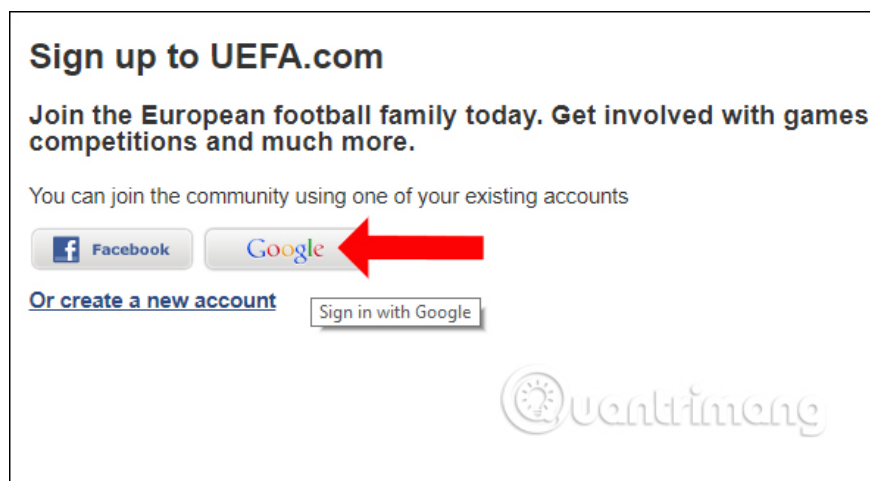 Sign up to UEFA.com
Join the European football family today. Get involved with games
competitions and much more.
You can join the community using one of your existing accounts
Facebook Google
Or create a new account
Sign in with Google
Quantrimang